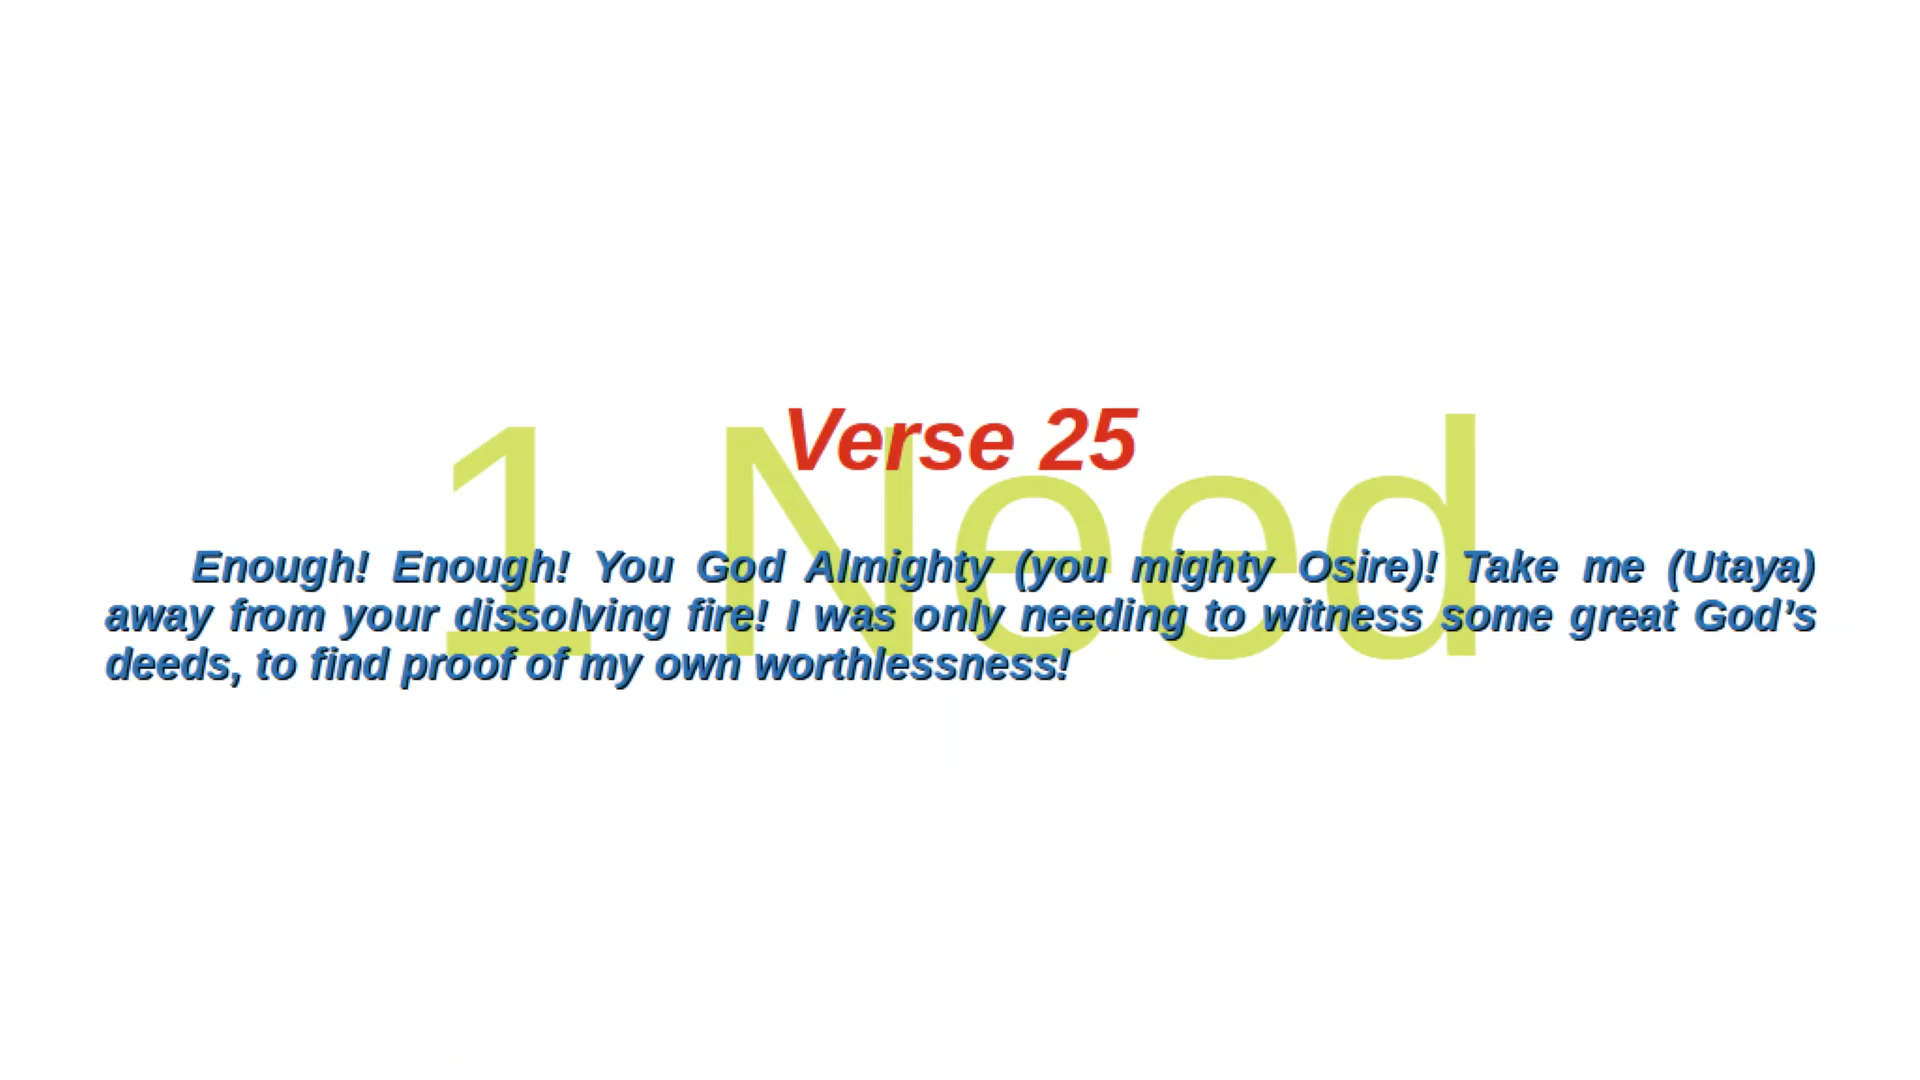 Verse 25
1 Need
Enough! Enough! You God Almighty (you mighty Osire)! Take me (Utaya)
away from your dissolving fire! I was only needing to witness some great God’s
deeds, to find proof of my own worthlessness!